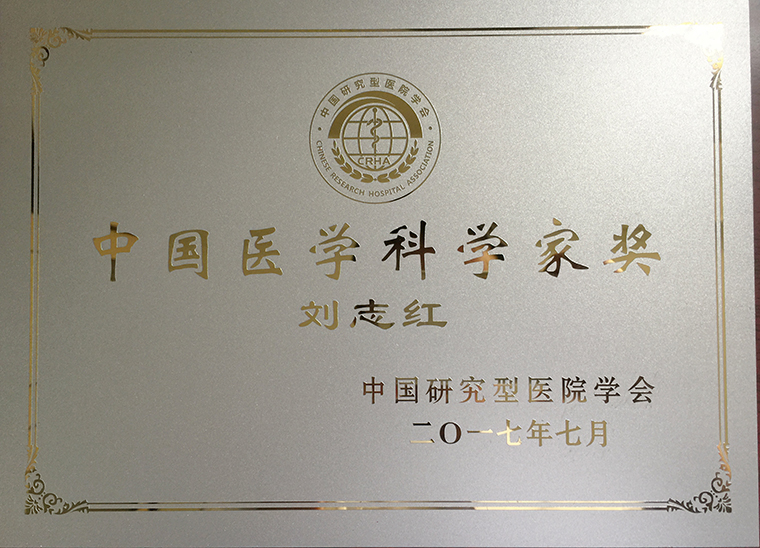 中国研究型医院学会
CRHA
CHINESE RESEARCH HOSPITAL ASSOCIATION
中国医学科学家奖
刘志红
中国研究型医院学会
二〇一七年七月